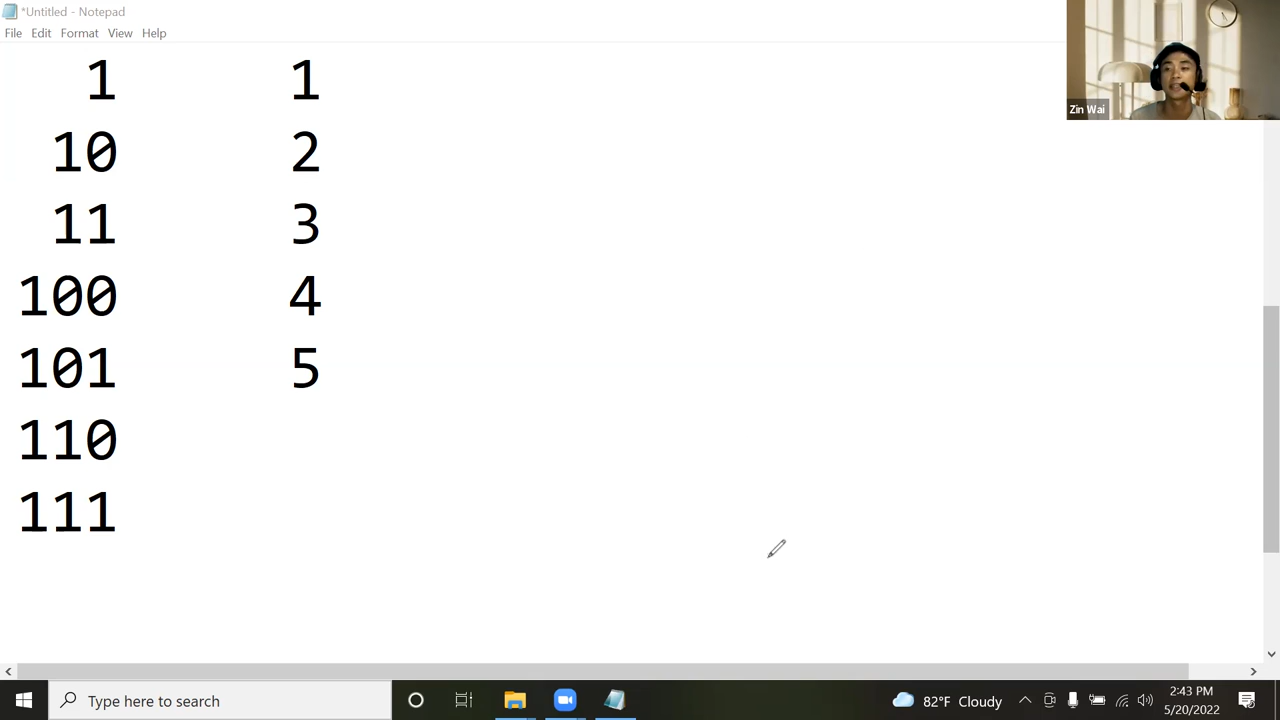 *Untitled - Notepad
File Edit Format View Help
1 1
10 2
11 3
100 4
101 5
110
111
Zin Wai
Type here to search
82°F Cloudy
2:43 PM
5/20/2022